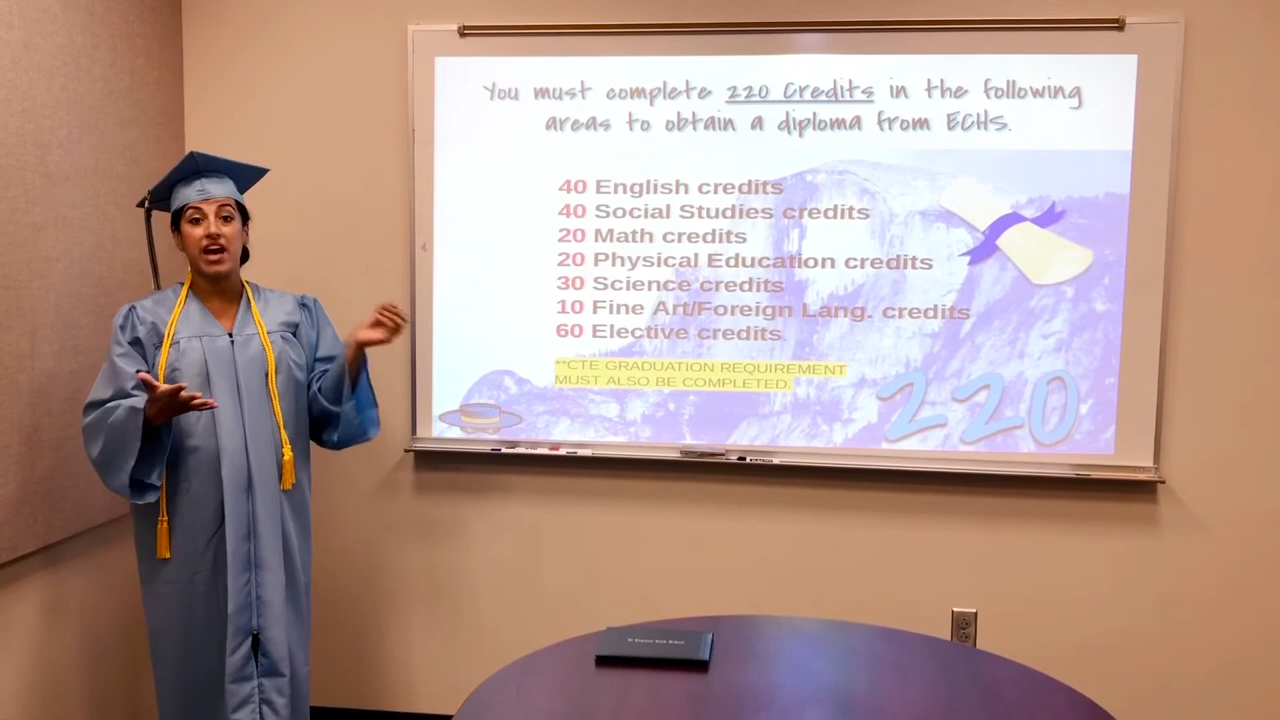 You must complete 220 Credits in the following
areas to obtain a diploma from ECHS.
40 English credits
40 Social Studies credits
20 Math credits
20 Physical Education credits
30 Science credits
10 Fine Art/Foreign Lang. credits
60 Elective credits.
**CTE GRADUATION REQUIREMENT
MUST ALSO BE COMPLETED.
220
High School